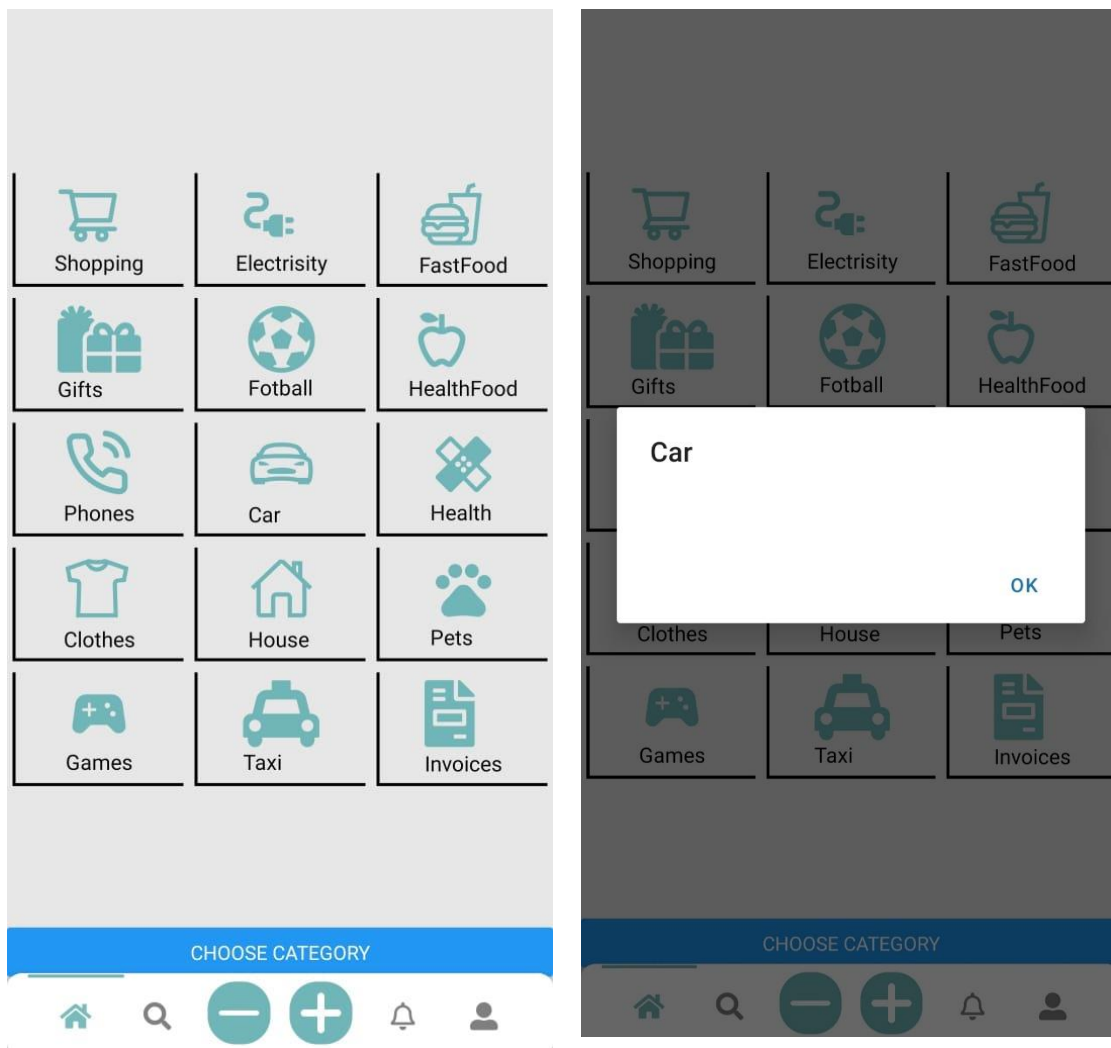 Shopping Electrisity FastFood
Gifts Fotball HealthFood
Phones Car Health
Clothes House Pets
Games Taxi Invoices
CHOOSE CATEGORY
Shopping Electrisity FastFood
Gifts Fotball HealthFood
Car
OK
Clothes House Pets
Games Taxi Invoices
CHOOSE CATEGORY